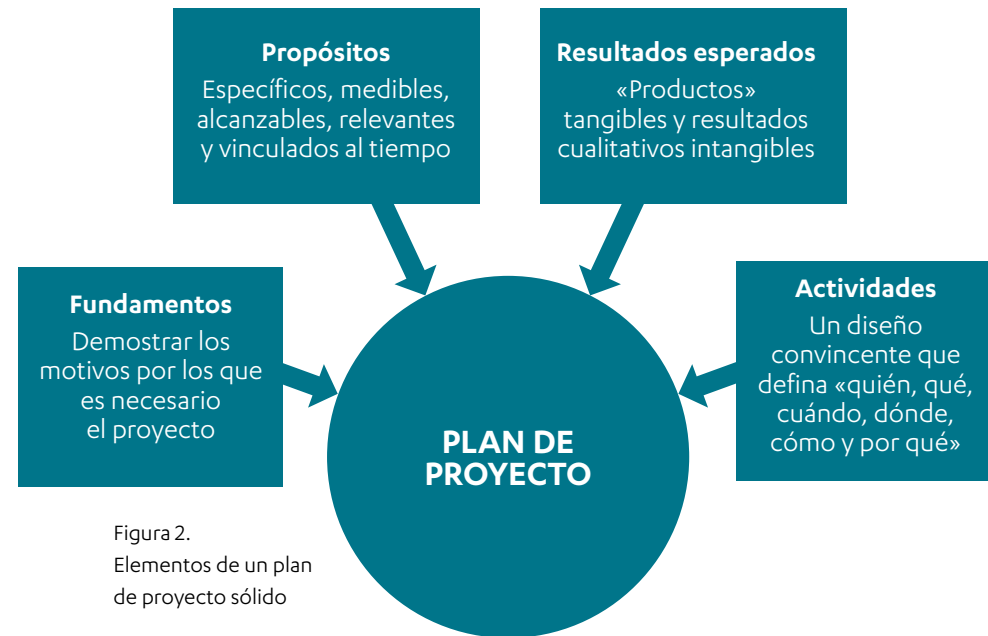 Propósitos
Específicos, medibles,
alcanzables, relevantes
y vinculados al tiempo
Resultados esperados
«Productos»
tangibles y resultados
cualitativos intangibles
Fundamentos
Demostrar los
motivos por los que
es necesario
el proyecto
Actividades
Un diseño
convincente que
defina «quién, qué,
cuándo, dónde,
cómo y por qué»
PLAN DE
PROYECTO
Figura 2.
Elementos de un plan
de proyecto sólido